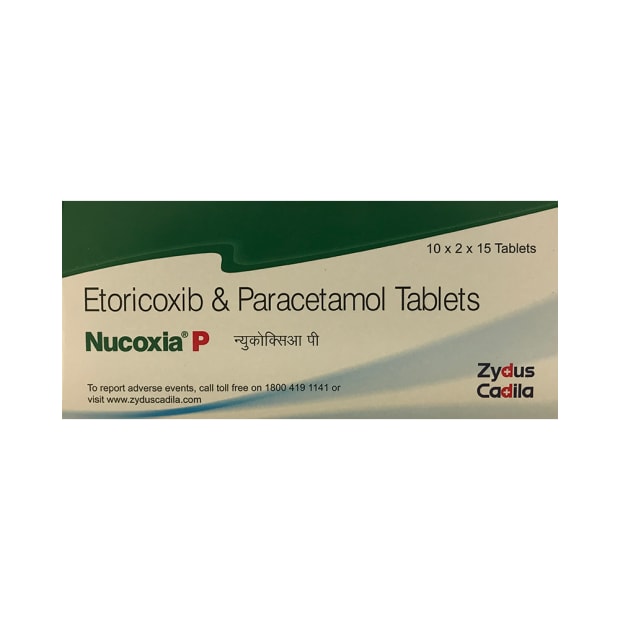 10 x 2 x 15 Tablets
Etoricoxib & Paracetamol Tablets
Nucoxia® P न्युकोक्सिआ पी
Zydus
Cadila
To report adverse events, call toll free on 1800 419 1141 or
visit www.zyduscadila.com